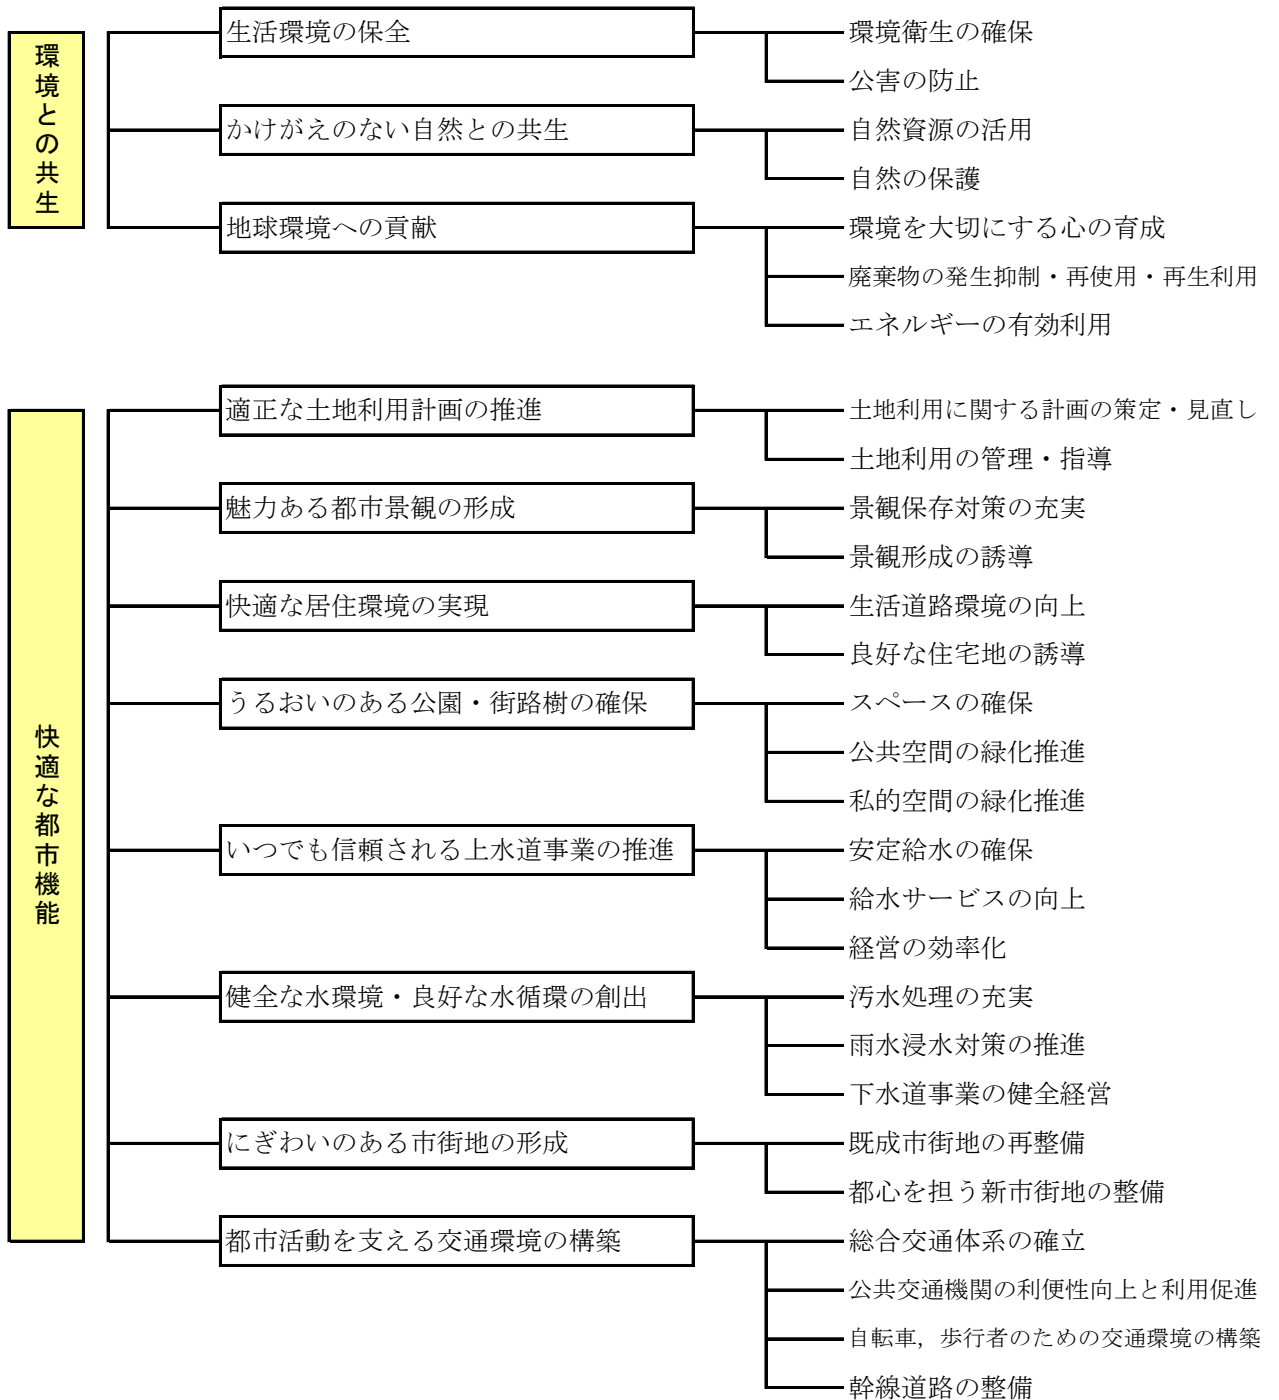 環境との共生
生活環境の保全
環境衛生の確保
公害の防止
かけがえのない自然との共生
自然資源の活用
自然の保護
地球環境への貢献
環境を大切にする心の育成
廃棄物の発生抑制・再使用・再生利用
エネルギーの有効利用
快適な都市機能
適正な土地利用計画の推進
土地利用に関する計画の策定・見直し
土地利用の管理・指導
魅力ある都市景観の形成
景観保存対策の充実
景観形成の誘導
快適な居住環境の実現
生活道路環境の向上
良好な住宅地の誘導
うるおいのある公園・街路樹の確保
スペースの確保
公共空間の緑化推進
私的空間の緑化推進
いつでも信頼される上水道事業の推進
安定給水の確保
給水サービスの向上
経営の効率化
健全な水環境・良好な水循環の創出
汚水処理の充実
雨水浸水対策の推進
下水道事業の健全経営
にぎわいのある市街地の形成
既成市街地の再整備
都心を担う新市街地の整備
都市活動を支える交通環境の構築
総合交通体系の確立
公共交通機関の利便性向上と利用促進
自転車，歩行者のための交通環境の構築
幹線道路の整備